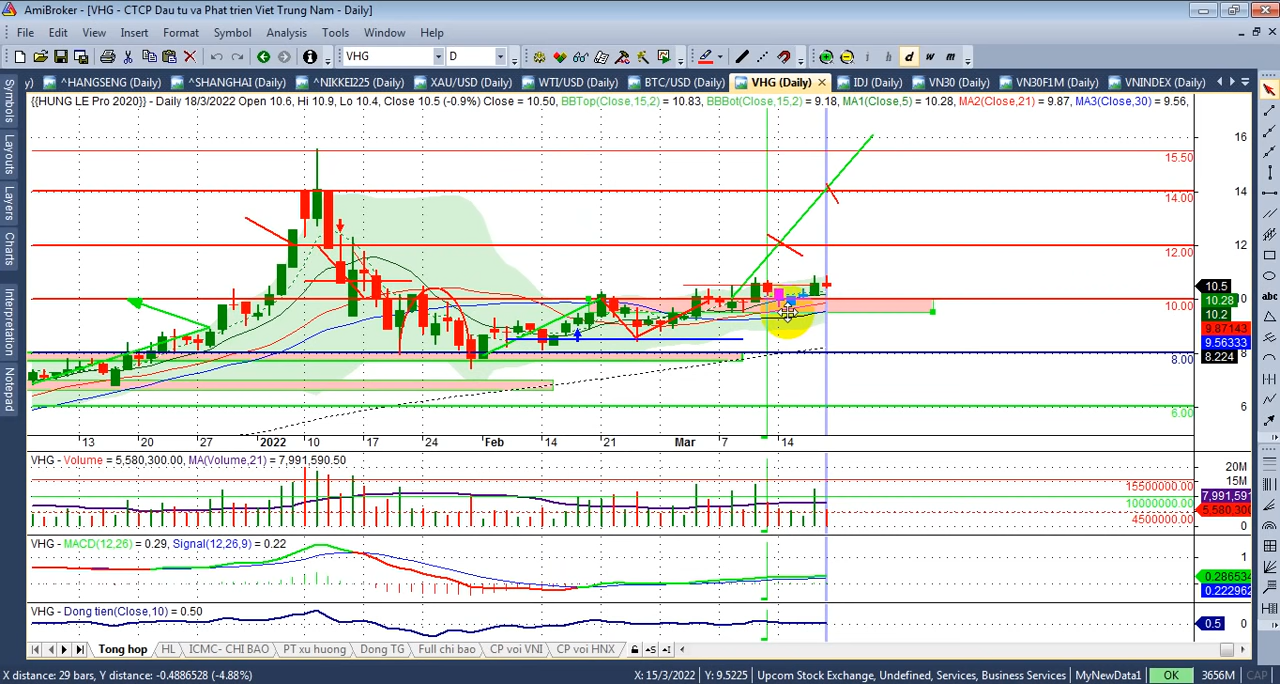 AmiBroker - [VHG - CTCP Dau tu va Phat trien Viet Trung Nam - Daily]
File Edit View Insert Format Symbol Analysis Tools Window Help
VHG D d w m
^HANGSENG (Daily) ^SHANGHAI (Daily) ^NIKKEI225 (Daily) XAU/USD (Daily) WTI/USD (Daily) BTC/USD (Daily) VHG (Daily) IDJ (Daily) VN30 (Daily) VN30F1M (Daily) VNINDEX (Daily)
{{HUNG LE Pro 2020}} - Daily 18/3/2022 Open 10.6, Hi 10.9, Lo 10.4, Close 10.5 (-0.9%) Close = 10.50, BBTop(Close,15,2) = 10.83, BBBot(Close,15,2) = 9.18, MA1(Close,5) = 10.28, MA2(Close,21) = 9.87, MA3(Close,30) = 9.56,
Symbols
Layouts
Layers
Charts
Interpretation
Notepad
abc
16
15.50
14
14.00
12
12.00
10.5
10.28
10
10.00
10.2
9.87143
9.56333
8.224
8.00
6
6.00
13 20 27 2022 10 17 24 Feb 14 21 Mar 7 14
VHG - Volume = 5,580,300.00, MA(Volume,21) = 7,991,590.50
20M
15500000.00
7,991,591
10000000.00
5,580,300
4500000.00
0
VHG - MACD(12,26) = 0.29, Signal(12,26,9) = 0.22
1
0.286534
0.222962
VHG - Dong tien(Close,10) = 0.50
0.5 0
Tong hop HL ICMC- CHI BAO PT xu huong Dong TG Full chi bao CP voi VNI CP voi HNX
X distance: 29 bars, Y distance: -0.4886528 (-4.88%) X: 15/3/2022 Y: 9.5225 Upcom Stock Exchange, Undefined, Services, Business Services MyNewData1 OK 3656M CAP